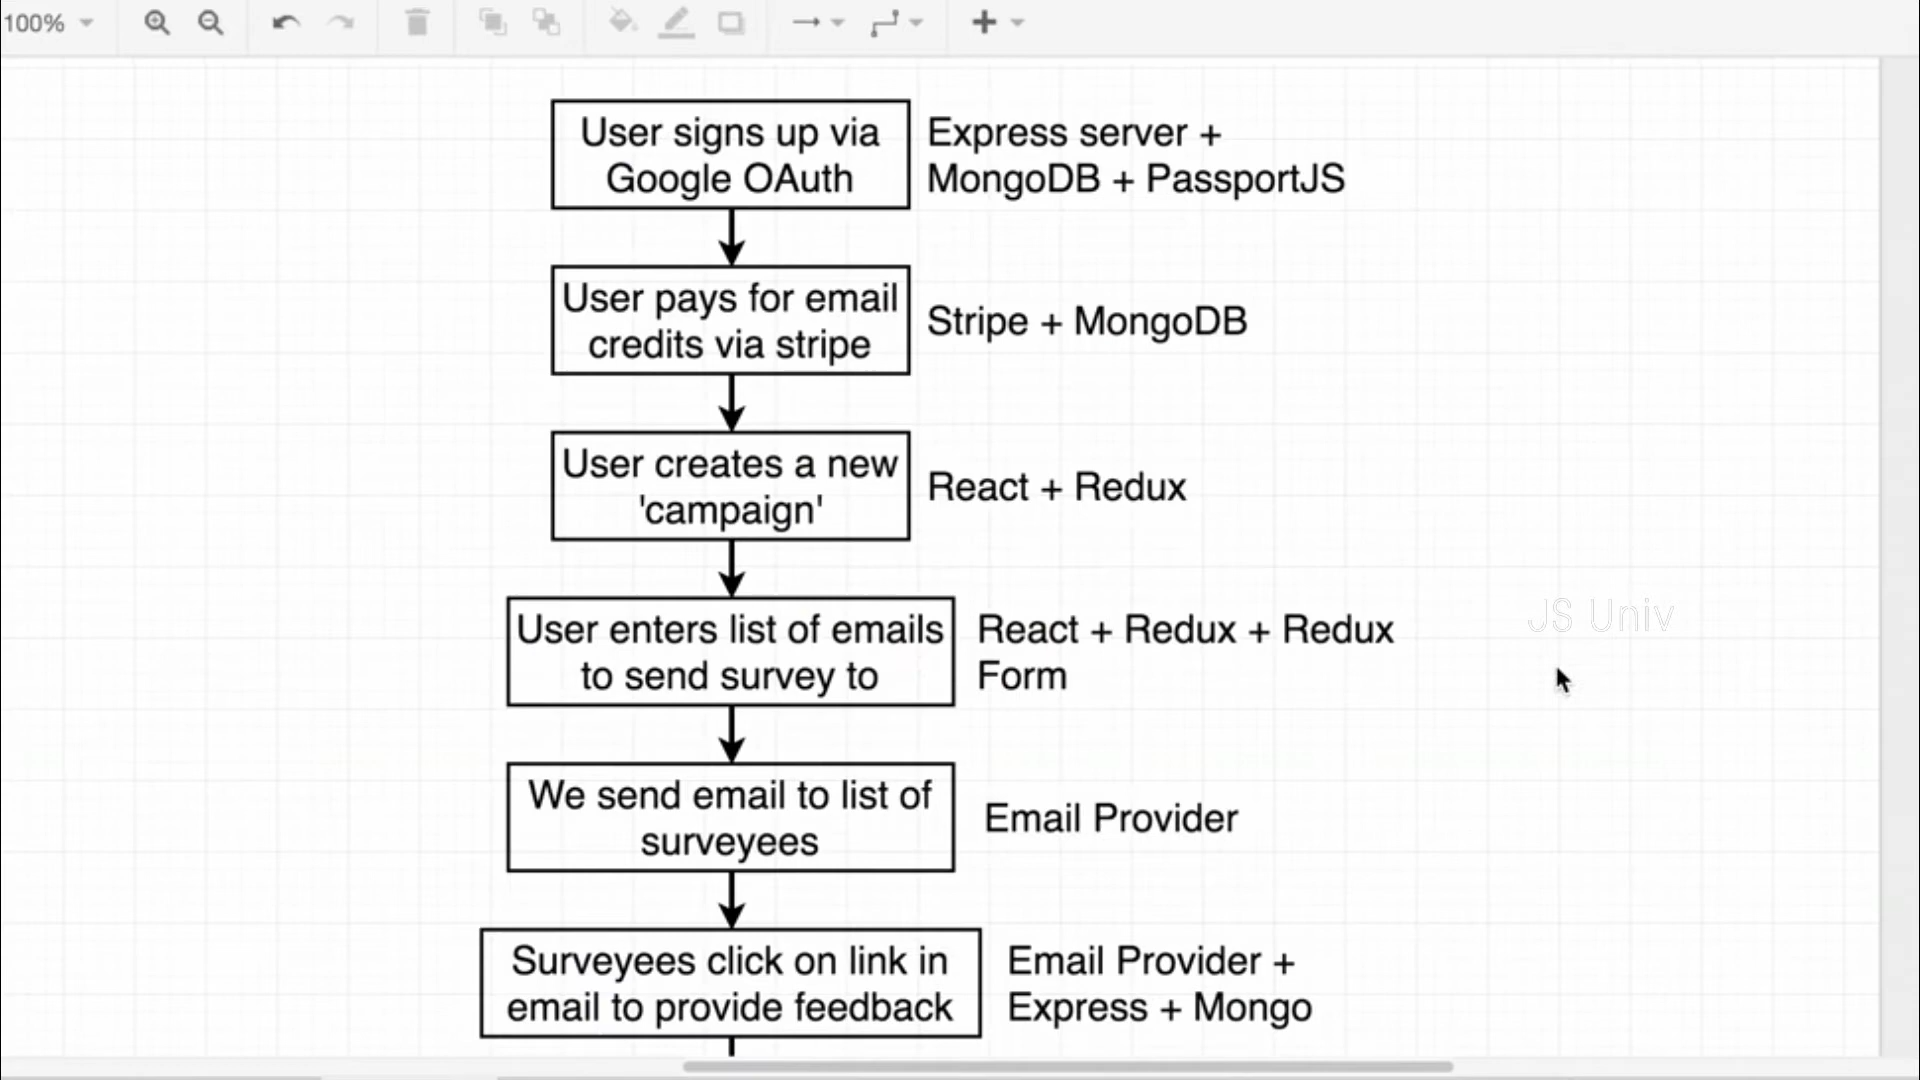 100%
User signs up via
Google OAuth
Express server +
MongoDB + PassportJS
User pays for email
credits via stripe
Stripe + MongoDB
User creates a new
'campaign'
React + Redux
User enters list of emails
to send survey to
React + Redux + Redux
Form
JS Univ
We send email to list of
surveyees
Email Provider
Surveyees click on link in
email to provide feedback
Email Provider +
Express + Mongo